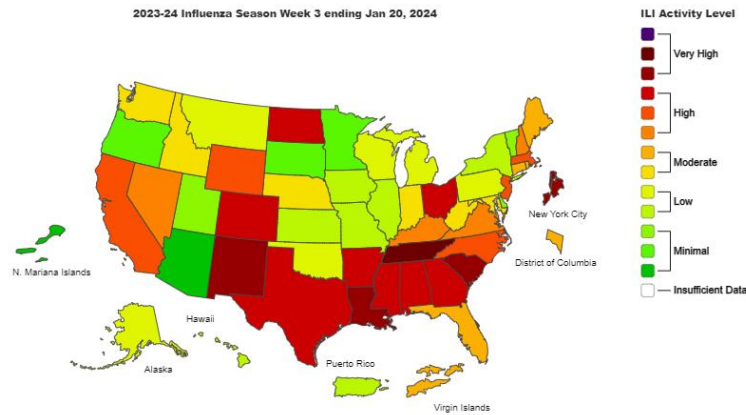 2023-24 Influenza Season Week 3 ending Jan 20, 2024
ILI Activity Level
Very High
High
Moderate
Low
Minimal
Insufficient Data
New York City
District of Columbia
N. Mariana Islands
Hawaii
Alaska
Puerto Rico
Virgin Islands